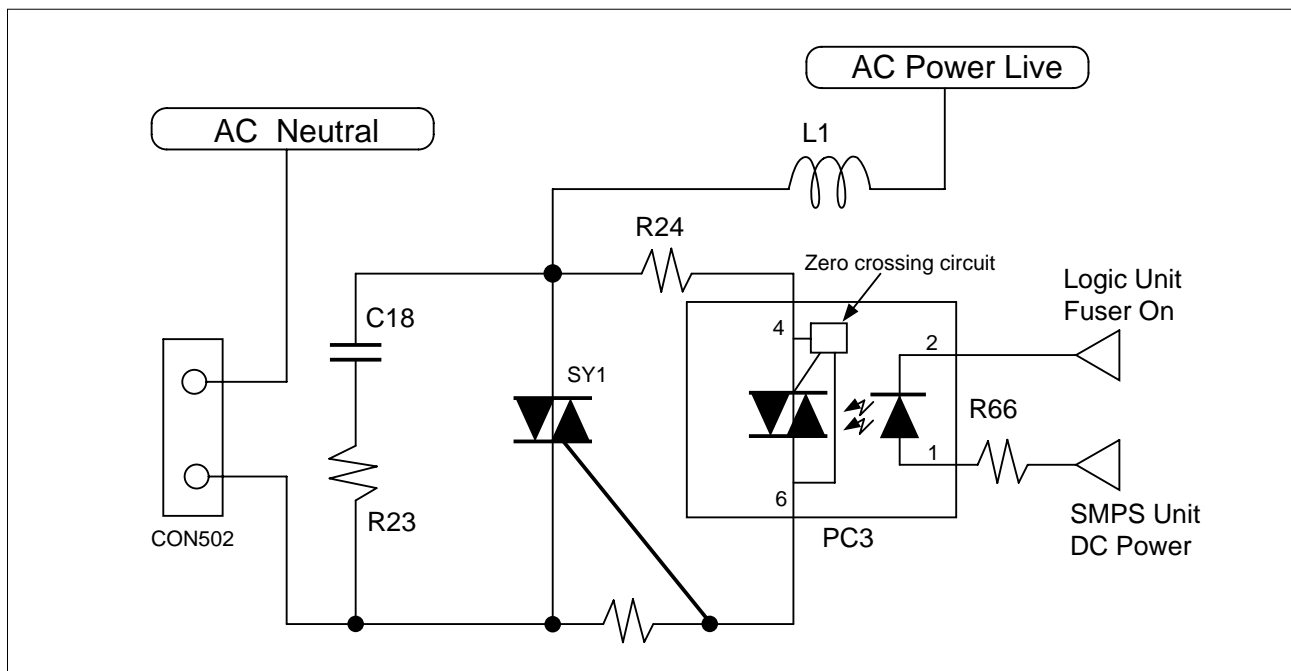 AC Power Live
AC Neutral
L1
R24
Zero crossing circuit
Logic Unit
Fuser On
C18
4
2
SY1
R66
1
6
R23
CON502
PC3
SMPS Unit
DC Power